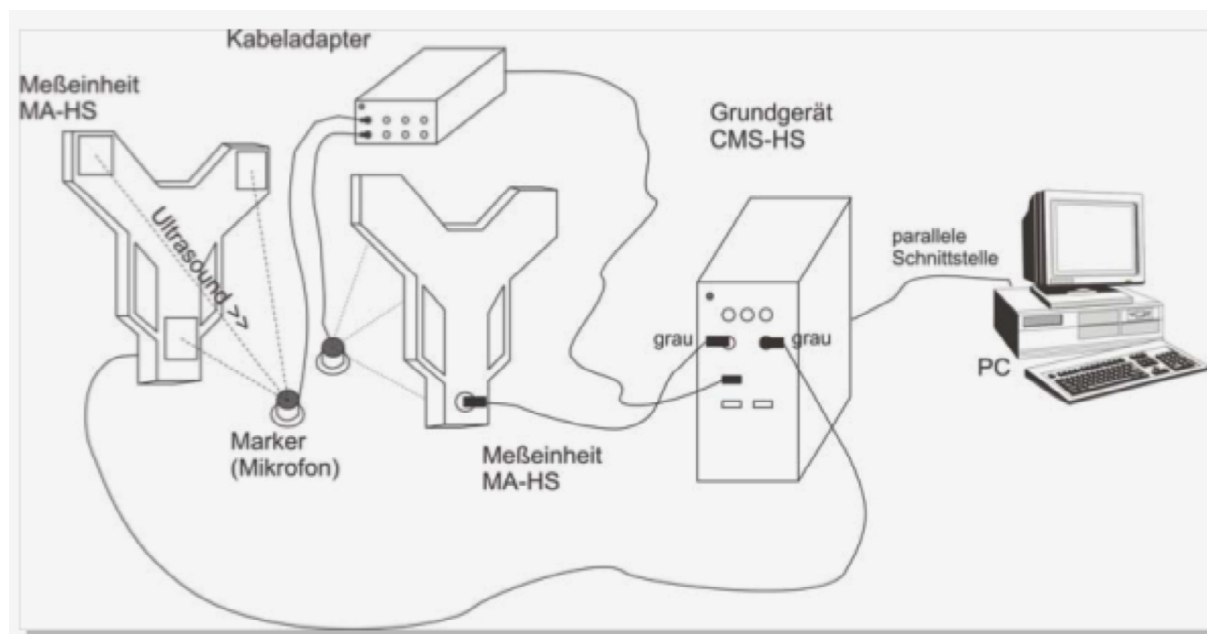 Kabeladapter
Meßeinheit
MA-HS
Grundgerät
CMS-HS
Ultrasound >>
parallele
Schnittstelle
grau
grau
PC
Marker
(Mikrofon)
Meßeinheit
MA-HS